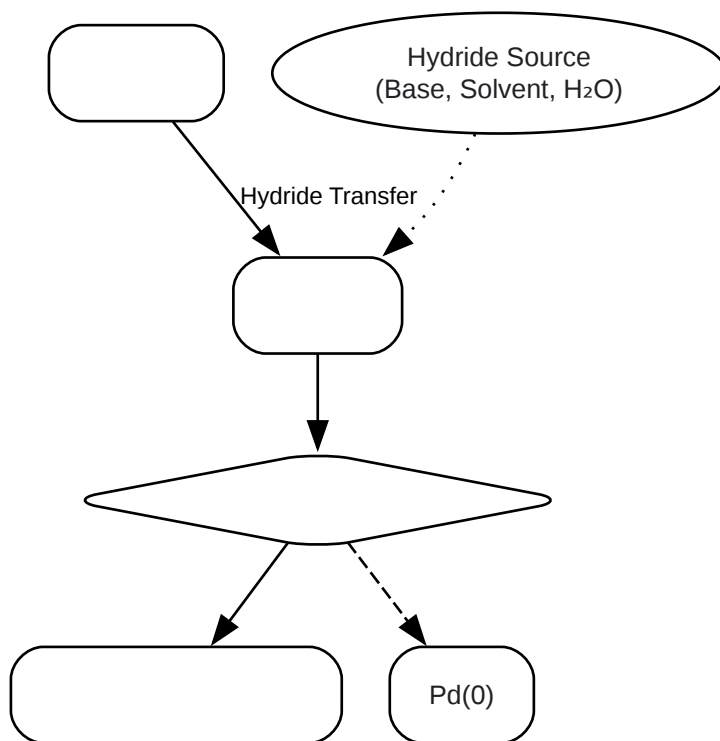 Hydride Source
(Base, Solvent, H₂O)
Hydride Transfer
Pd(0)